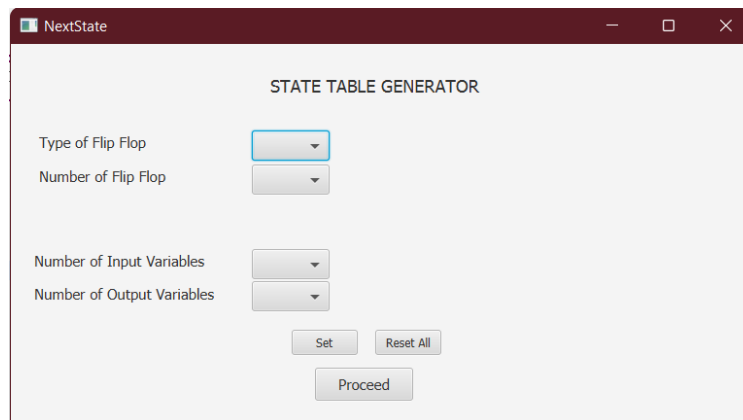 NextState
STATE TABLE GENERATOR
Type of Flip Flop
Number of Flip Flop
Number of Input Variables
Number of Output Variables
Set Reset All
Proceed